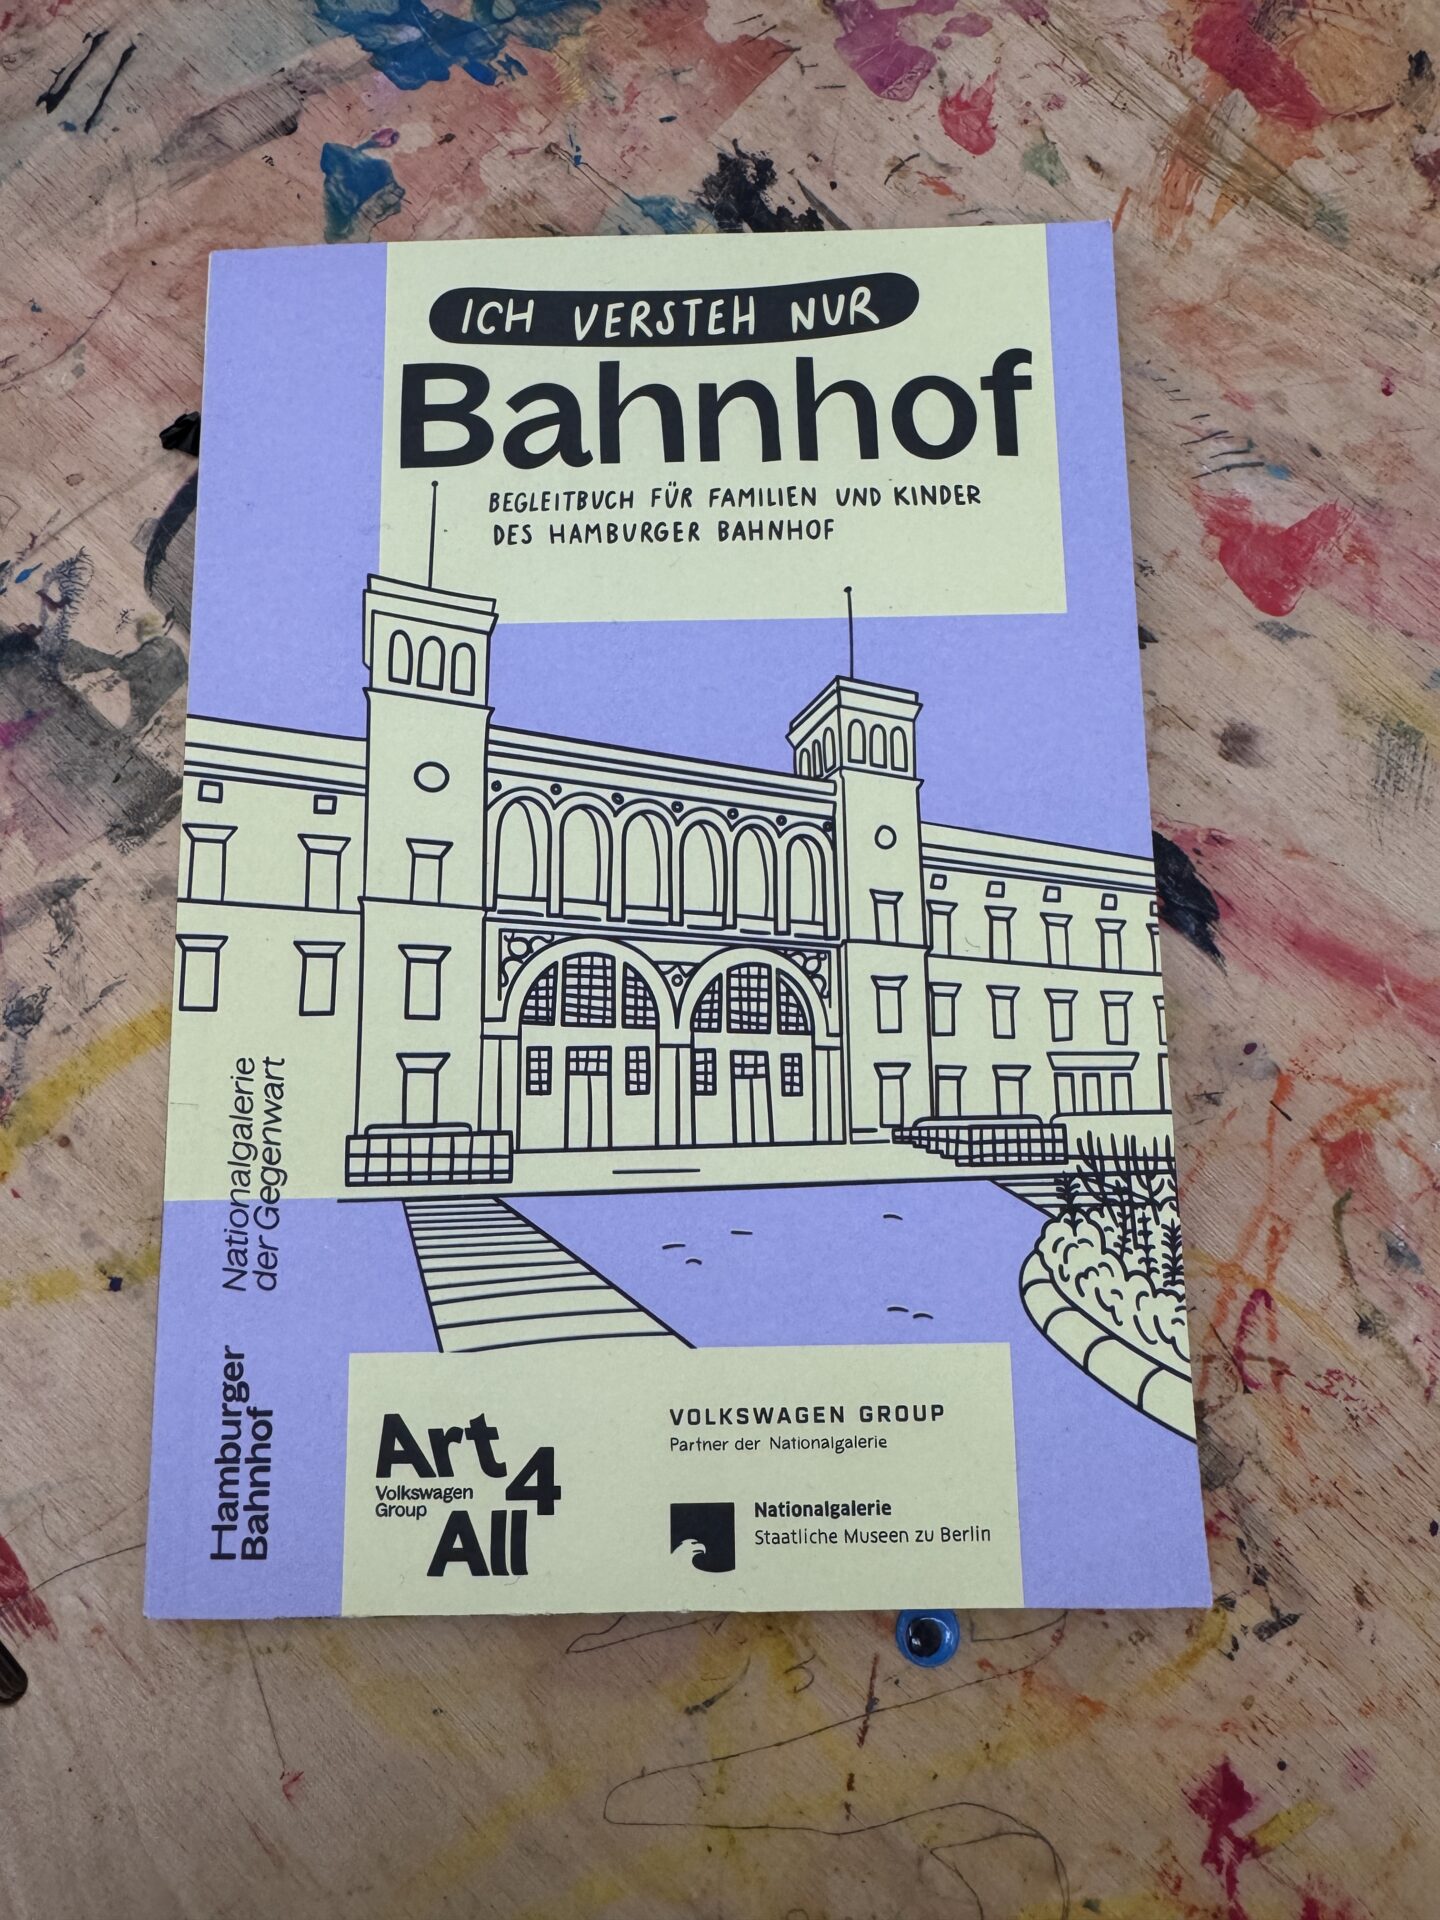 ICH VERSTEH NUR
Bahnhof
BEGLEITBUCH FÜR FAMILIEN UND KINDER
DES HAMBURGER BAHNHOF
Nationalgalerie
der Gegenwart
Hamburger
Bahnhof
Art
4
Volkswagen
Group
All
VOLKSWAGEN GROUP
Partner der Nationalgalerie
Nationalgalerie
Staatliche Museen zu Berlin